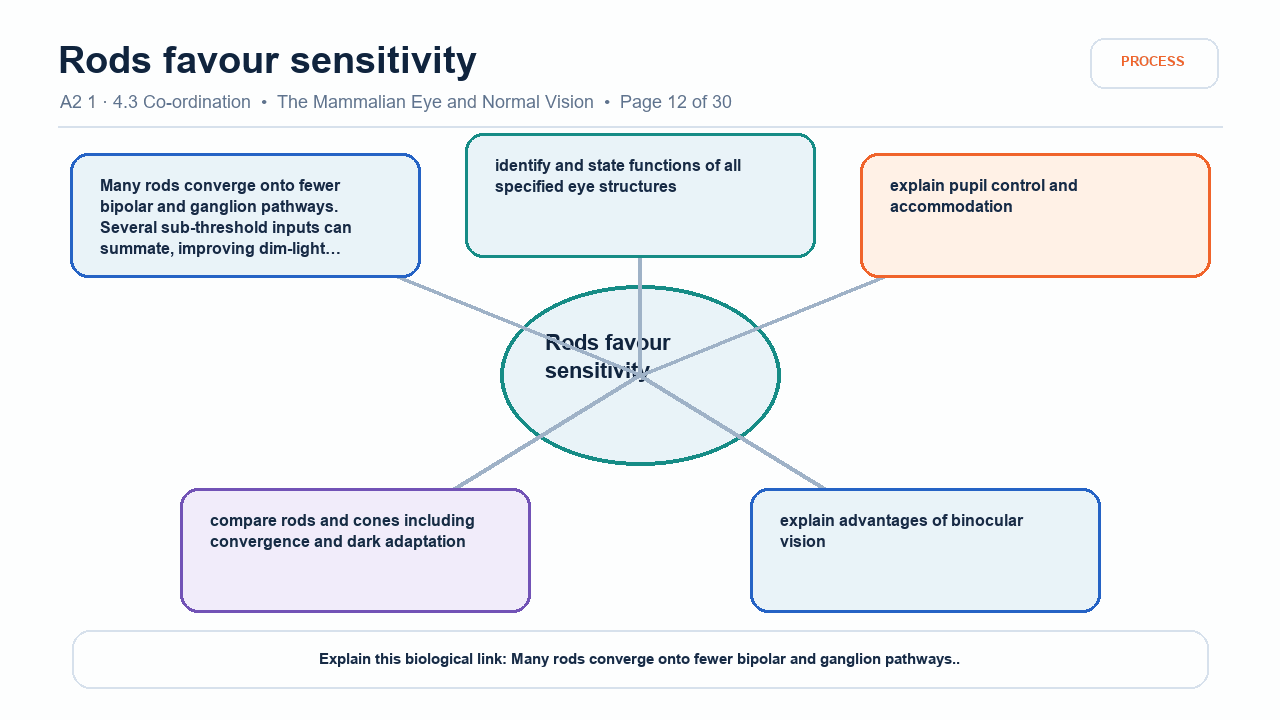 Rods favour sensitivity
PROCESS
A2 1 · 4.3 Co-ordination • The Mammalian Eye and Normal Vision • Page 12 of 30
Many rods converge onto fewer
bipolar and ganglion pathways.
Several sub-threshold inputs can
summate, improving dim-light…
identify and state functions of all
specified eye structures
explain pupil control and
accommodation
Rods favour
sensitivity
compare rods and cones including
convergence and dark adaptation
explain advantages of binocular
vision
Explain this biological link: Many rods converge onto fewer bipolar and ganglion pathways..